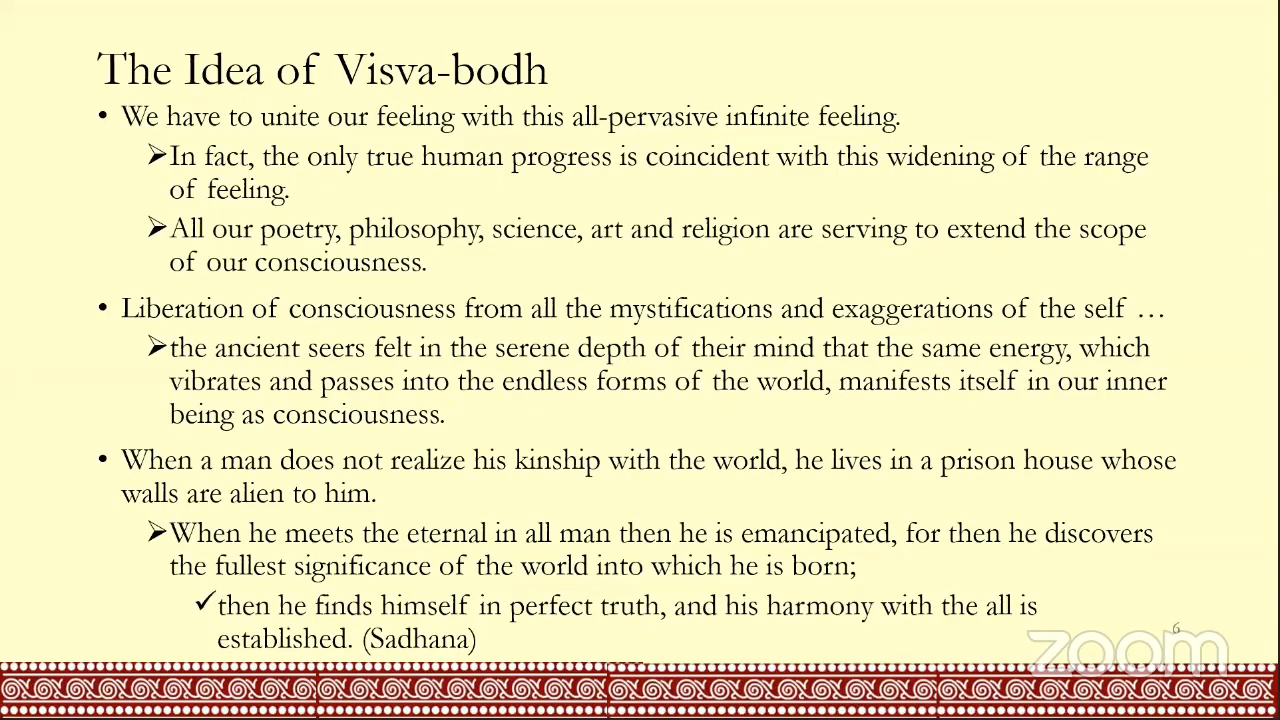 The Idea of Visva-bodh
• We have to unite our feeling with this all-pervasive infinite feeling.
➢In fact, the only true human progress is coincident with this widening of the range
of feeling.
➢All our poetry, philosophy, science, art and religion are serving to extend the scope
of our consciousness.
• Liberation of consciousness from all the mystifications and exaggerations of the self …
➢the ancient seers felt in the serene depth of their mind that the same energy, which
vibrates and passes into the endless forms of the world, manifests itself in our inner
being as consciousness.
• When a man does not realize his kinship with the world, he lives in a prison house whose
walls are alien to him.
➢When he meets the eternal in all man then he is emancipated, for then he discovers
the fullest significance of the world into which he is born;
✓then he finds himself in perfect truth, and his harmony with the all is
established. (Sadhana)
6
zoom